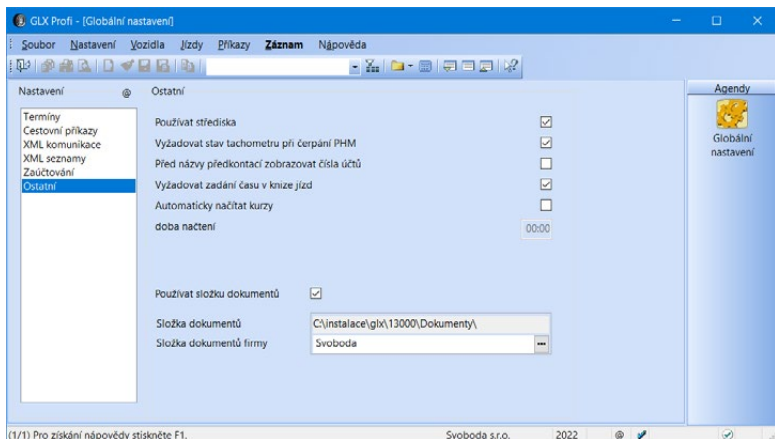 GLX Profi - [Globální nastavení]
Soubor Nastavení Vozidla Jízdy Příkazy Záznam Nápověda
Nastavení @
Ostatní
Agendy
Termíny
Cestovní příkazy
XML komunikace
XML seznamy
Zaúčtování
Ostatní
Používat střediska
Vyžadovat stav tachometru při čerpání PHM
Před názvy předkontací zobrazovat čísla účtů
Vyžadovat zadání času v knize jízd
Automaticky načítat kurzy
doba načtení 00:00
Používat složku dokumentů
Složka dokumentů C:\instalace\glx\13000\Dokumenty\
Složka dokumentů firmy Svoboda
Globální
nastavení
(1/1) Pro získání nápovědy stiskněte F1. Svoboda s.r.o. 2022 @